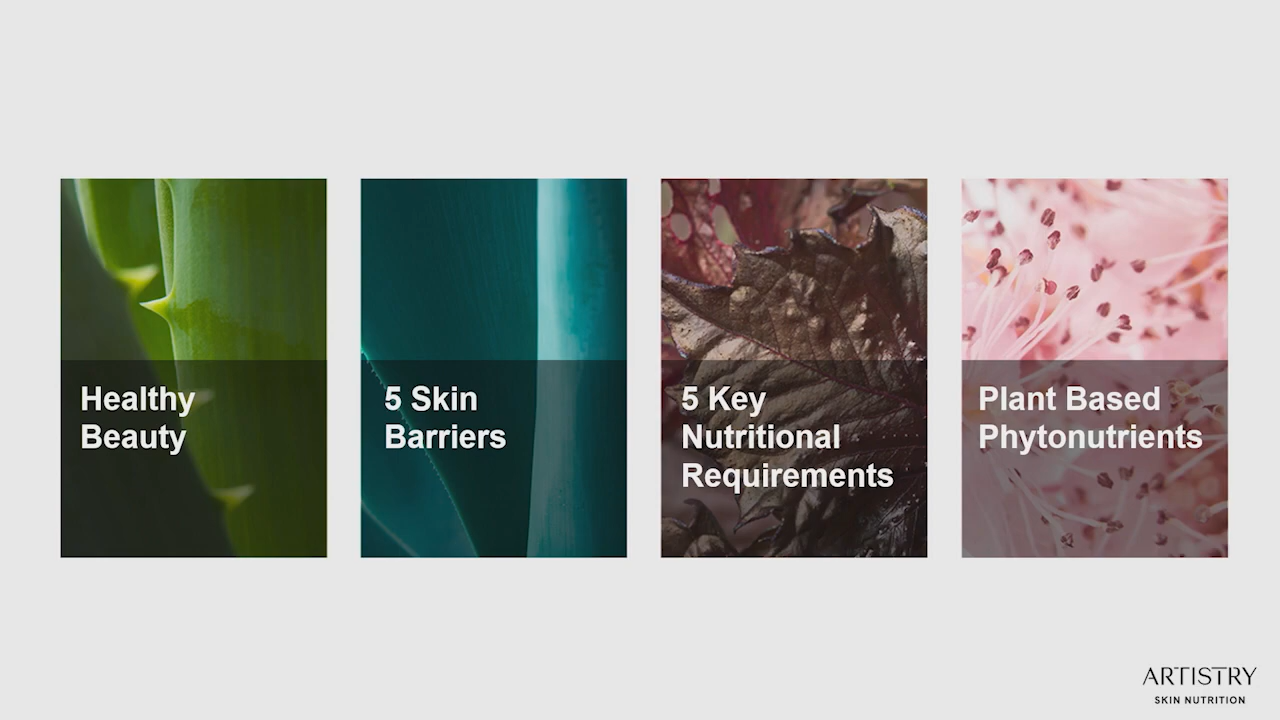 Healthy
Beauty
5 Skin
Barriers
5 Key
Nutritional
Requirements
Plant Based
Phytonutrients
ARTISTRY
SKIN NUTRITION